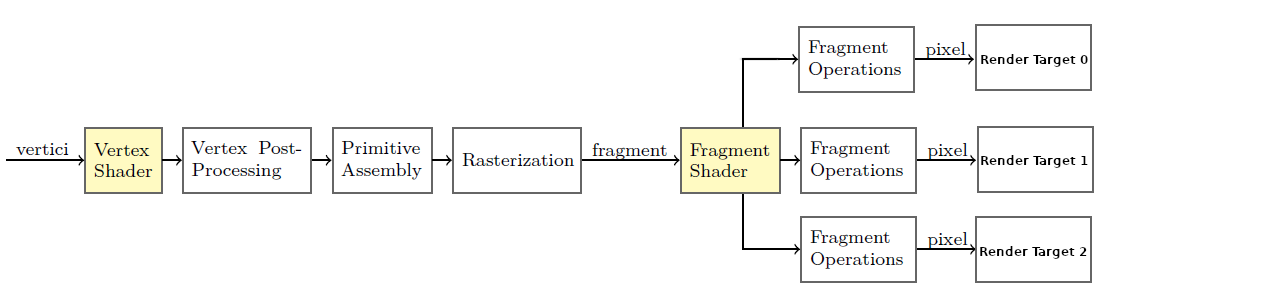 vertici
Vertex
Shader
Vertex Post-
Processing
Primitive
Assembly
Rasterization
fragment
Fragment
Shader
Fragment
Operations
pixel
Render Target 0
Fragment
Operations
pixel
Render Target 1
Fragment
Operations
pixel
Render Target 2